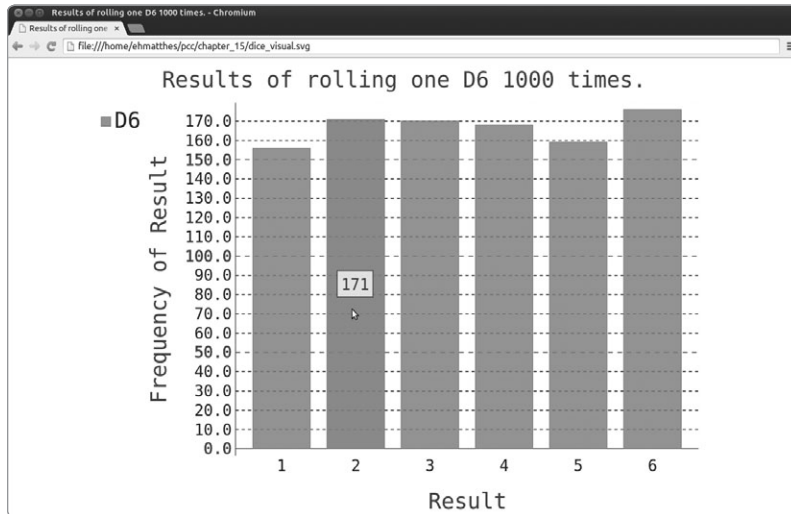 Results of rolling one D6 1000 times. - Chromium
Results of rolling one
file:///home/ehmatthes/pcc/chapter_15/dice_visual.svg
Results of rolling one D6 1000 times.
D6
Frequency of Result
170.0
160.0
150.0
140.0
130.0
120.0
110.0
100.0
90.0
80.0
70.0
60.0
50.0
40.0
30.0
20.0
10.0
0.0
171
1 2 3 4 5 6
Result